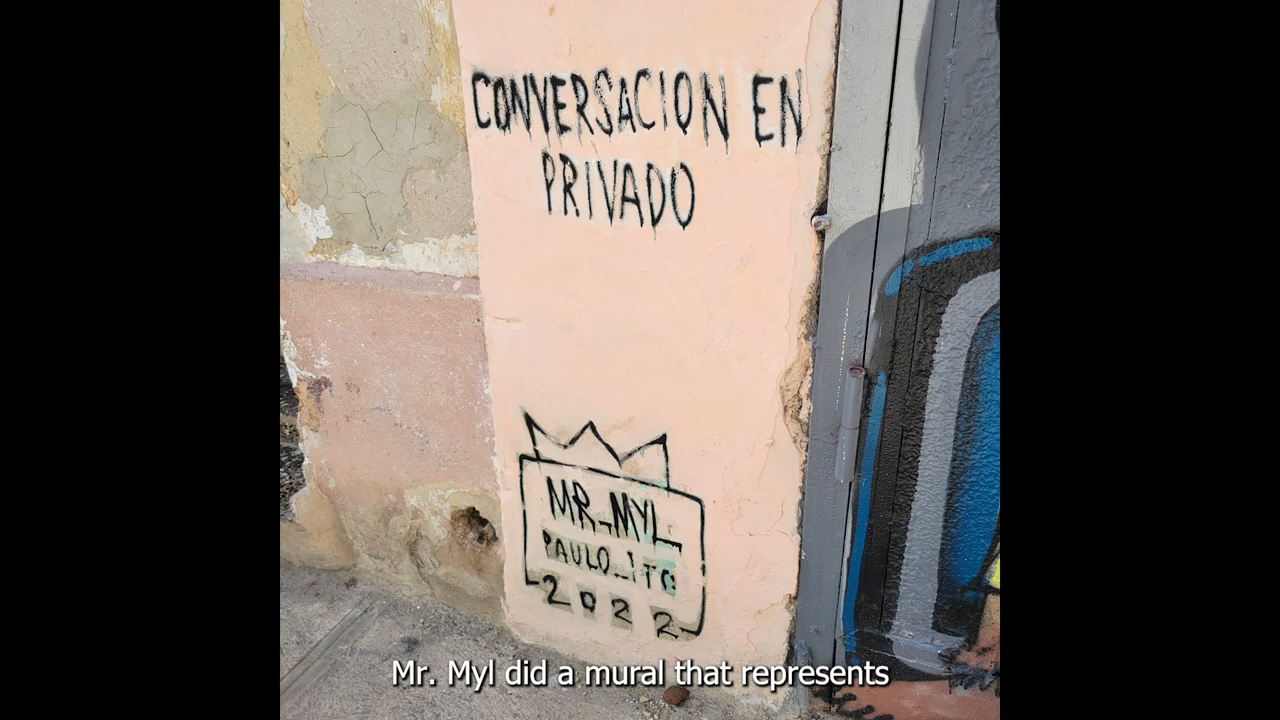 CONVERSACION EN
PRIVADO
MR_MYL
PAULO_ITO
2022
Mr. Myl did a mural that represents